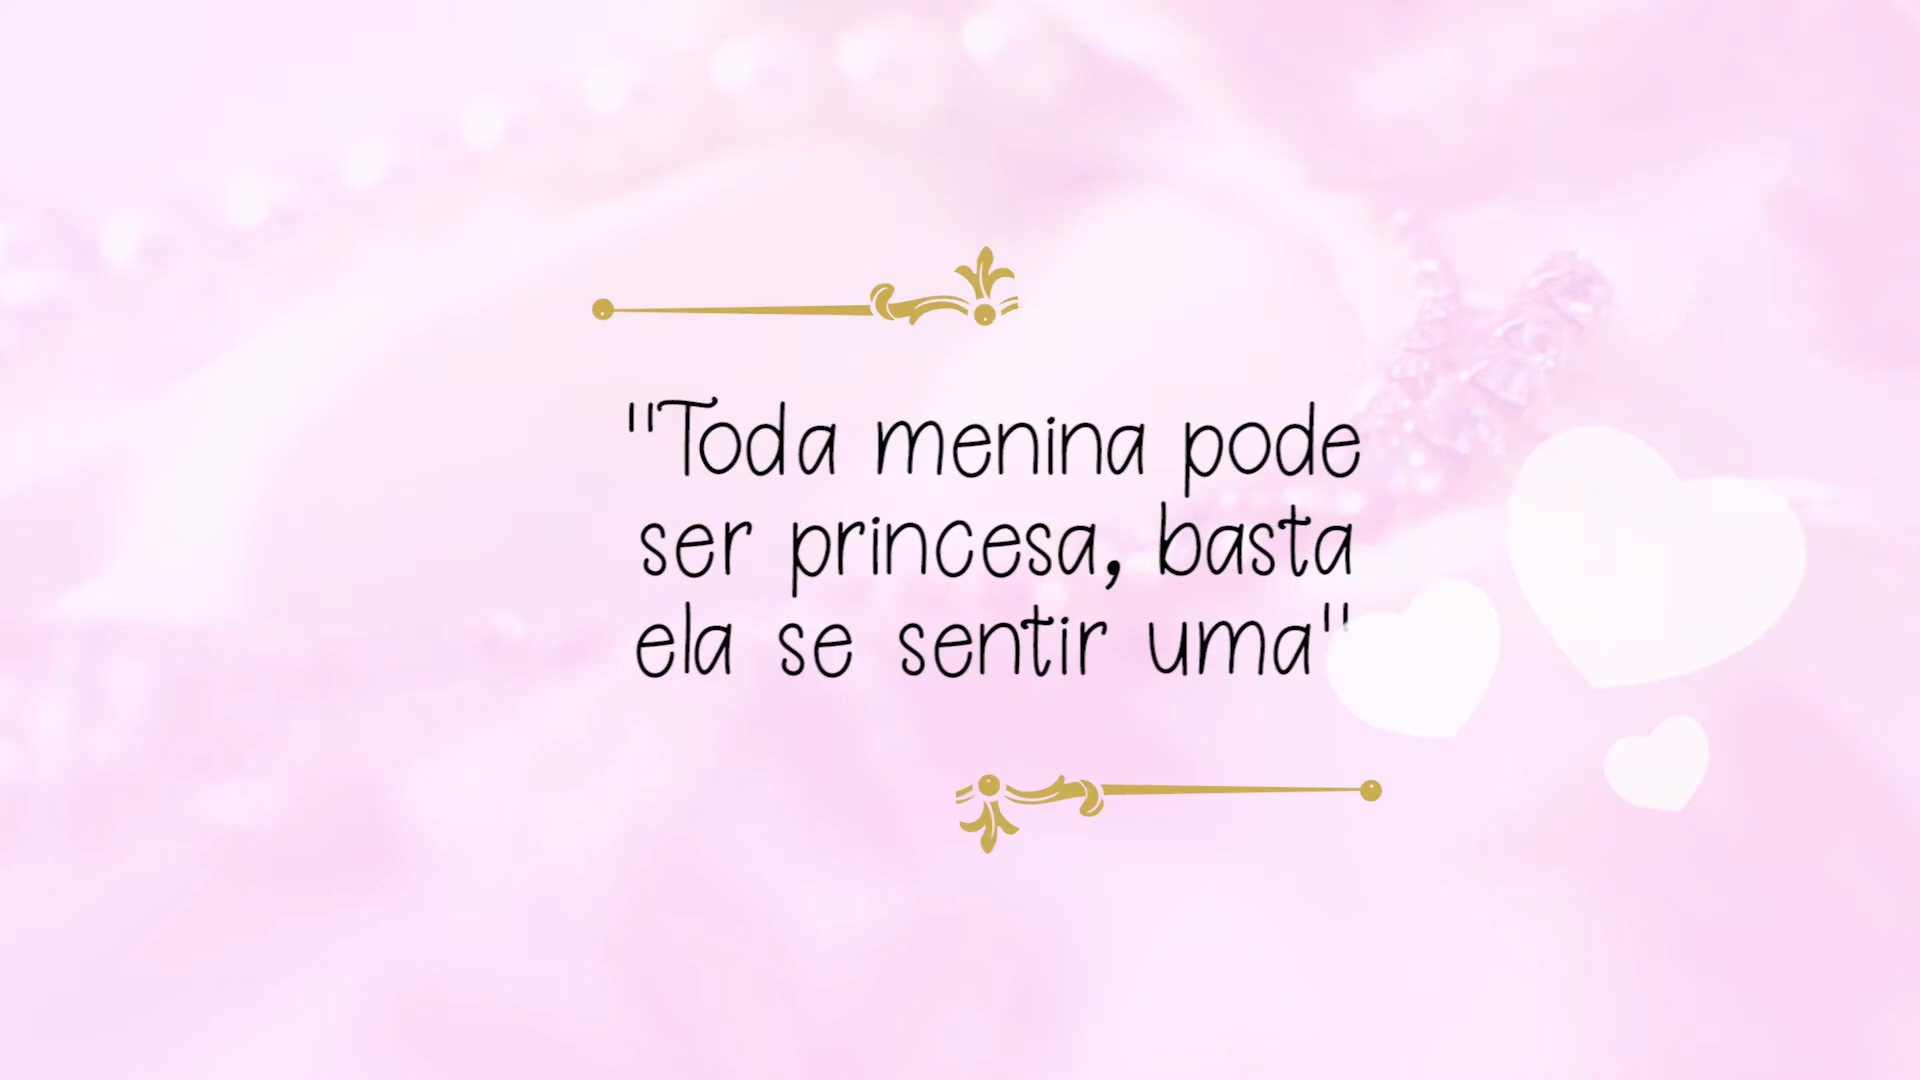 "Toda menina pode
ser princesa, basta
ela se sentir uma"